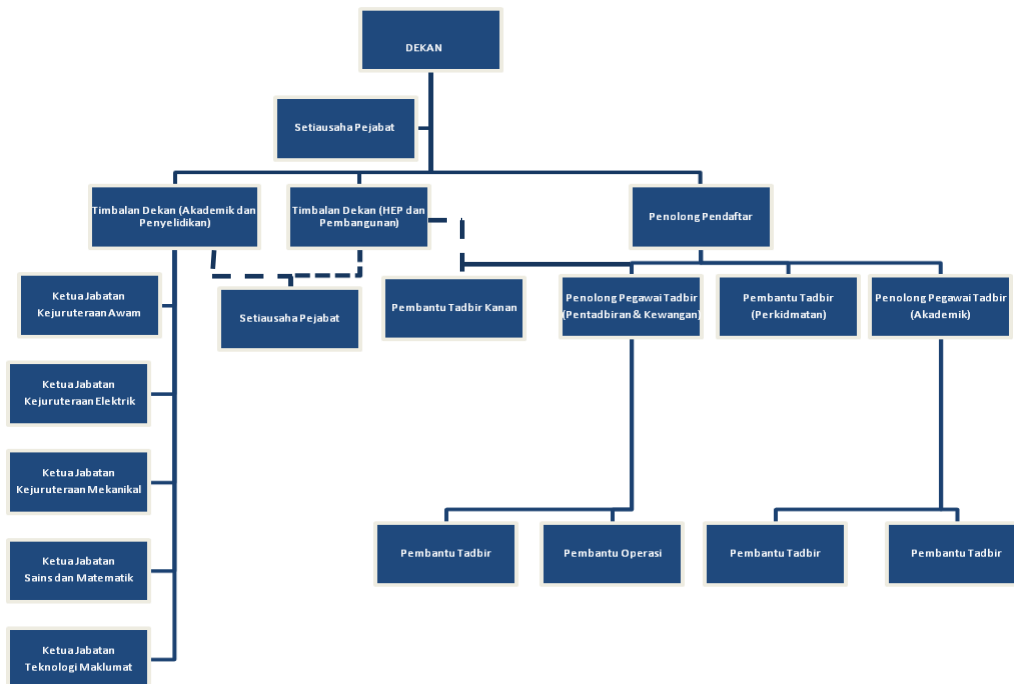 DEKAN
Setiausaha Pejabat
Timbalan Dekan (Akademik dan
Penyelidikan)
Timbalan Dekan (HEP dan
Pembangunan)
Penolong Pendaftar
Ketua Jabatan
Kejuruteraan Awam
Setiausaha Pejabat
Pembantu Tadbir Kanan
Penolong Pegawai Tadbir
(Pentadbiran & Kewangan)
Pembantu Tadbir
(Perkidmatan)
Penolong Pegawai Tadbir
(Akademik)
Ketua Jabatan
Kejuruteraan Elektrik
Ketua Jabatan
Kejuruteraan Mekanikal
Ketua Jabatan
Sains dan Matematik
Pembantu Tadbir
Pembantu Operasi
Pembantu Tadbir
Pembantu Tadbir
Ketua Jabatan
Teknologi Maklumat